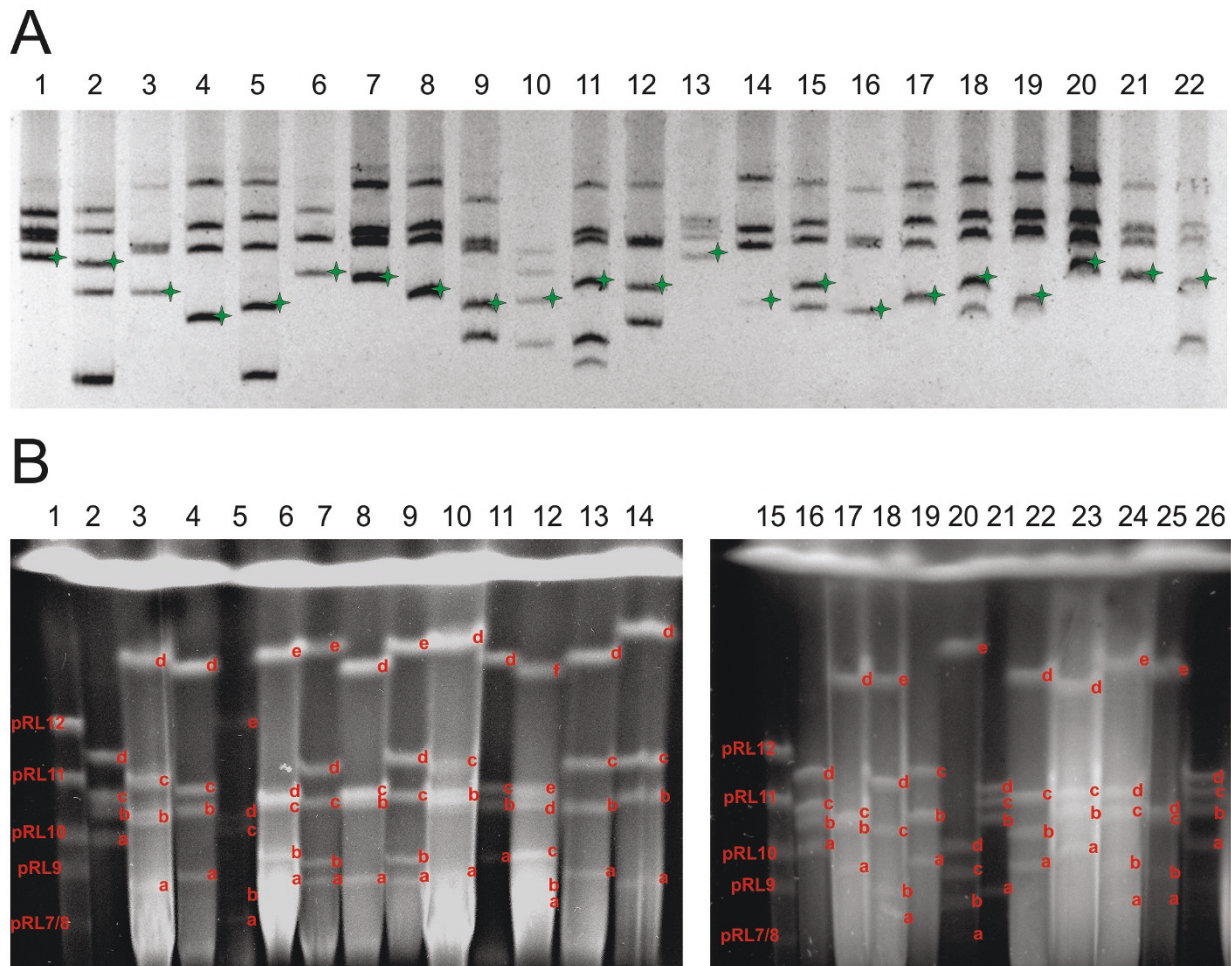 A
1 2 3 4 5 6 7 8 9 10 11 12 13 14 15 16 17 18 19 20 21 22
B
1 2 3 4 5 6 7 8 9 10 11 12 13 14
d d e e d e d d f d d
pRL12 e
d d d c c c
pRL11 c c d c c e
c b b d c c b c b b d b b
pRL10 a c
b b b a c
pRL9 a a a a a a a a
a b b
a
pRL7/8 a
15 16 17 18 19 20 21 22 23 24 25 26
e
d e d d e e
pRL12
d d c d
pRL11 d c c d c
c c c c d
b b c b b b b c b
pRL10 a d a a
a a c a b b
pRL9 b a
b a a
a
pRL7/8 a